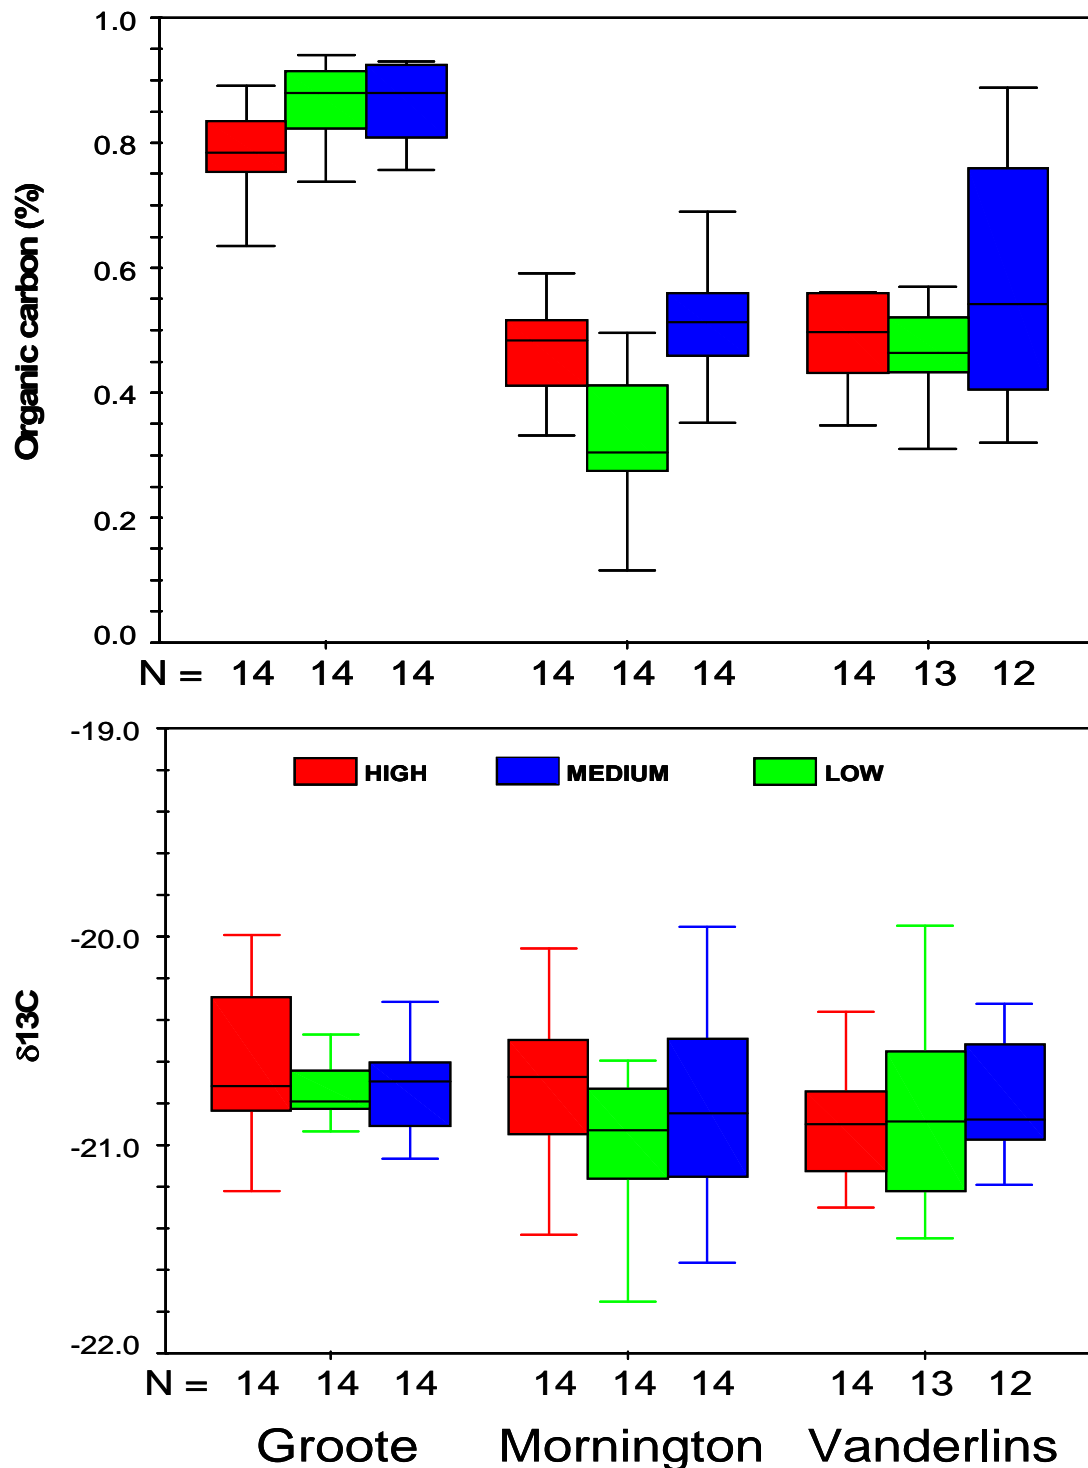 1.0
0.8
0.6
0.4
0.2
0.0
Organic carbon (%)
N = 14 14 14 14 14 14 14 13 12
-19.0
-20.0
-21.0
-22.0
δ13C
HIGH MEDIUM LOW
N = 14 14 14 14 14 14 14 13 12
Groote Mornington Vanderlins